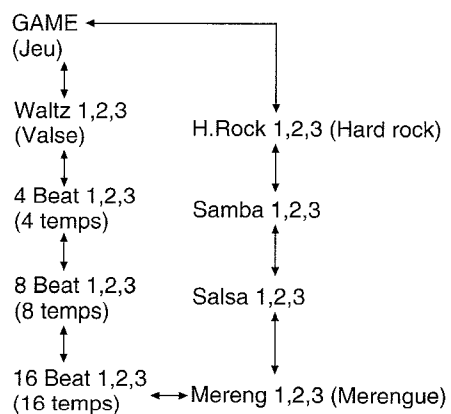 GAME
(Jeu)
Waltz 1,2,3
(Valse)
4 Beat 1,2,3
(4 temps)
8 Beat 1,2,3
(8 temps)
16 Beat 1,2,3
(16 temps)
H.Rock 1,2,3 (Hard rock)
Samba 1,2,3
Salsa 1,2,3
Mereng 1,2,3 (Merengue)